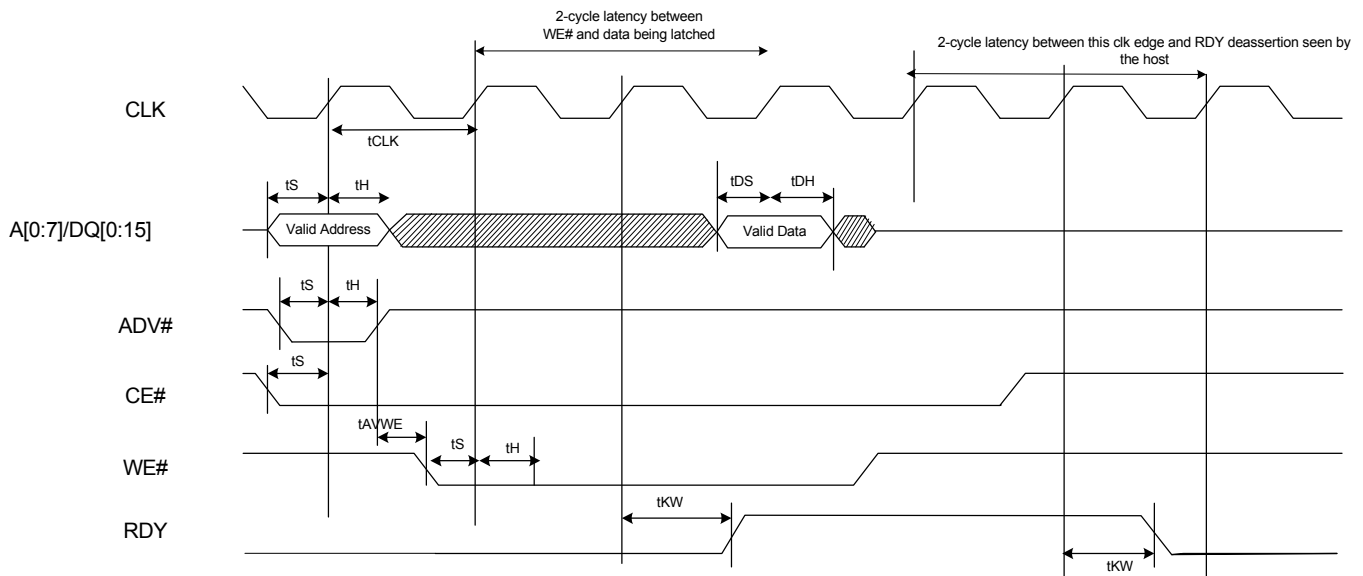 2-cycle latency between
WE# and data being latched
2-cycle latency between this clk edge and RDY deassertion seen by
the host
CLK
tCLK
tS
tH
tDS
tDH
A[0:7]/DQ[0:15]
Valid Address
Valid Data
tS
tH
ADV#
tS
CE#
tAVWE
tS
tH
WE#
tKW
RDY
tKW